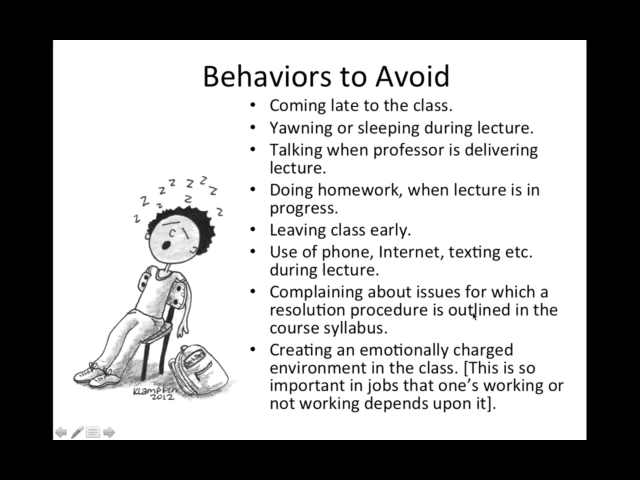 Behaviors to Avoid
• Coming late to the class.
• Yawning or sleeping during lecture.
• Talking when professor is delivering
lecture.
• Doing homework, when lecture is in
progress.
• Leaving class early.
• Use of phone, Internet, texting etc.
during lecture.
• Complaining about issues for which a
resolution procedure is outlined in the
course syllabus.
• Creating an emotionally charged
environment in the class. [This is so
important in jobs that one's working or
not working depends upon it].
z z z z z z z z z
2012